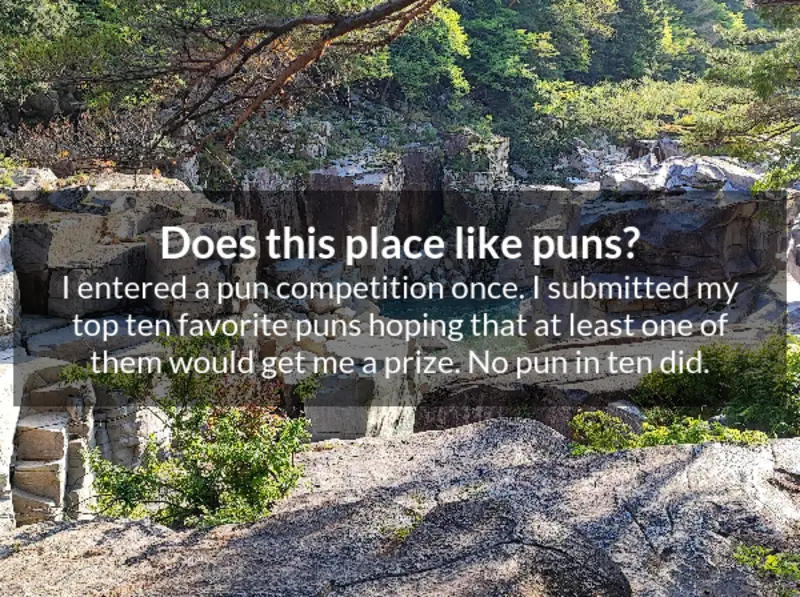 Does this place like puns?
I entered a pun competition once. I submitted my
top ten favorite puns hoping that at least one of
them would get me a prize. No pun in ten did.